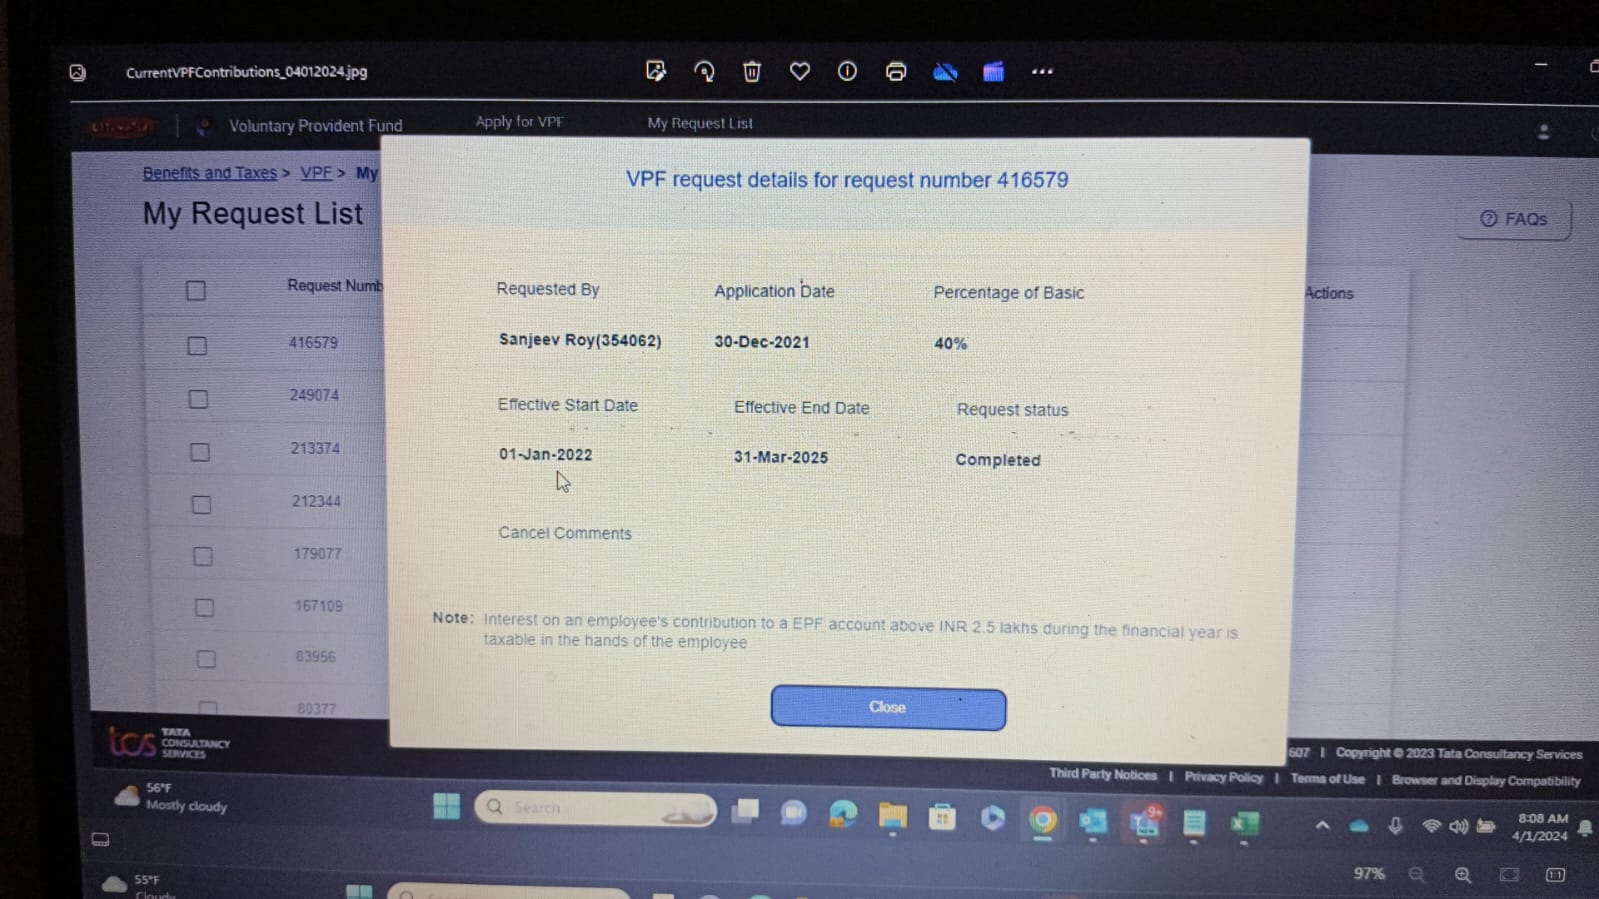 CurrentVPFContributions_04012024.jpg
Voluntary Provident Fund
Apply for VPF
My Request List
Benefits and Taxes > VPF > My
My Request List
FAQs
Request Numb
Actions
416579
249074
213374
212344
179077
167109
83956
80377
VPF request details for request number 416579
Requested By Application Date Percentage of Basic
Sanjeev Roy(354062) 30-Dec-2021 40%
Effective Start Date Effective End Date Request status
01-Jan-2022 31-Mar-2025 Completed
Cancel Comments
Note: Interest on an employee's contribution to a EPF account above INR 2.5 lakhs during the financial year is
taxable in the hands of the employee.
Close
tcs TATA
CONSULTANCY
SERVICES
607 | Copyright © 2023 Tata Consultancy Services
Third Party Notices | Privacy Policy | Terms of Use | Browser and Display Compatibility
56°F
Mostly cloudy
Search
9+
8:08 AM
4/1/2024
97%
1:1
55°F
Cloudy